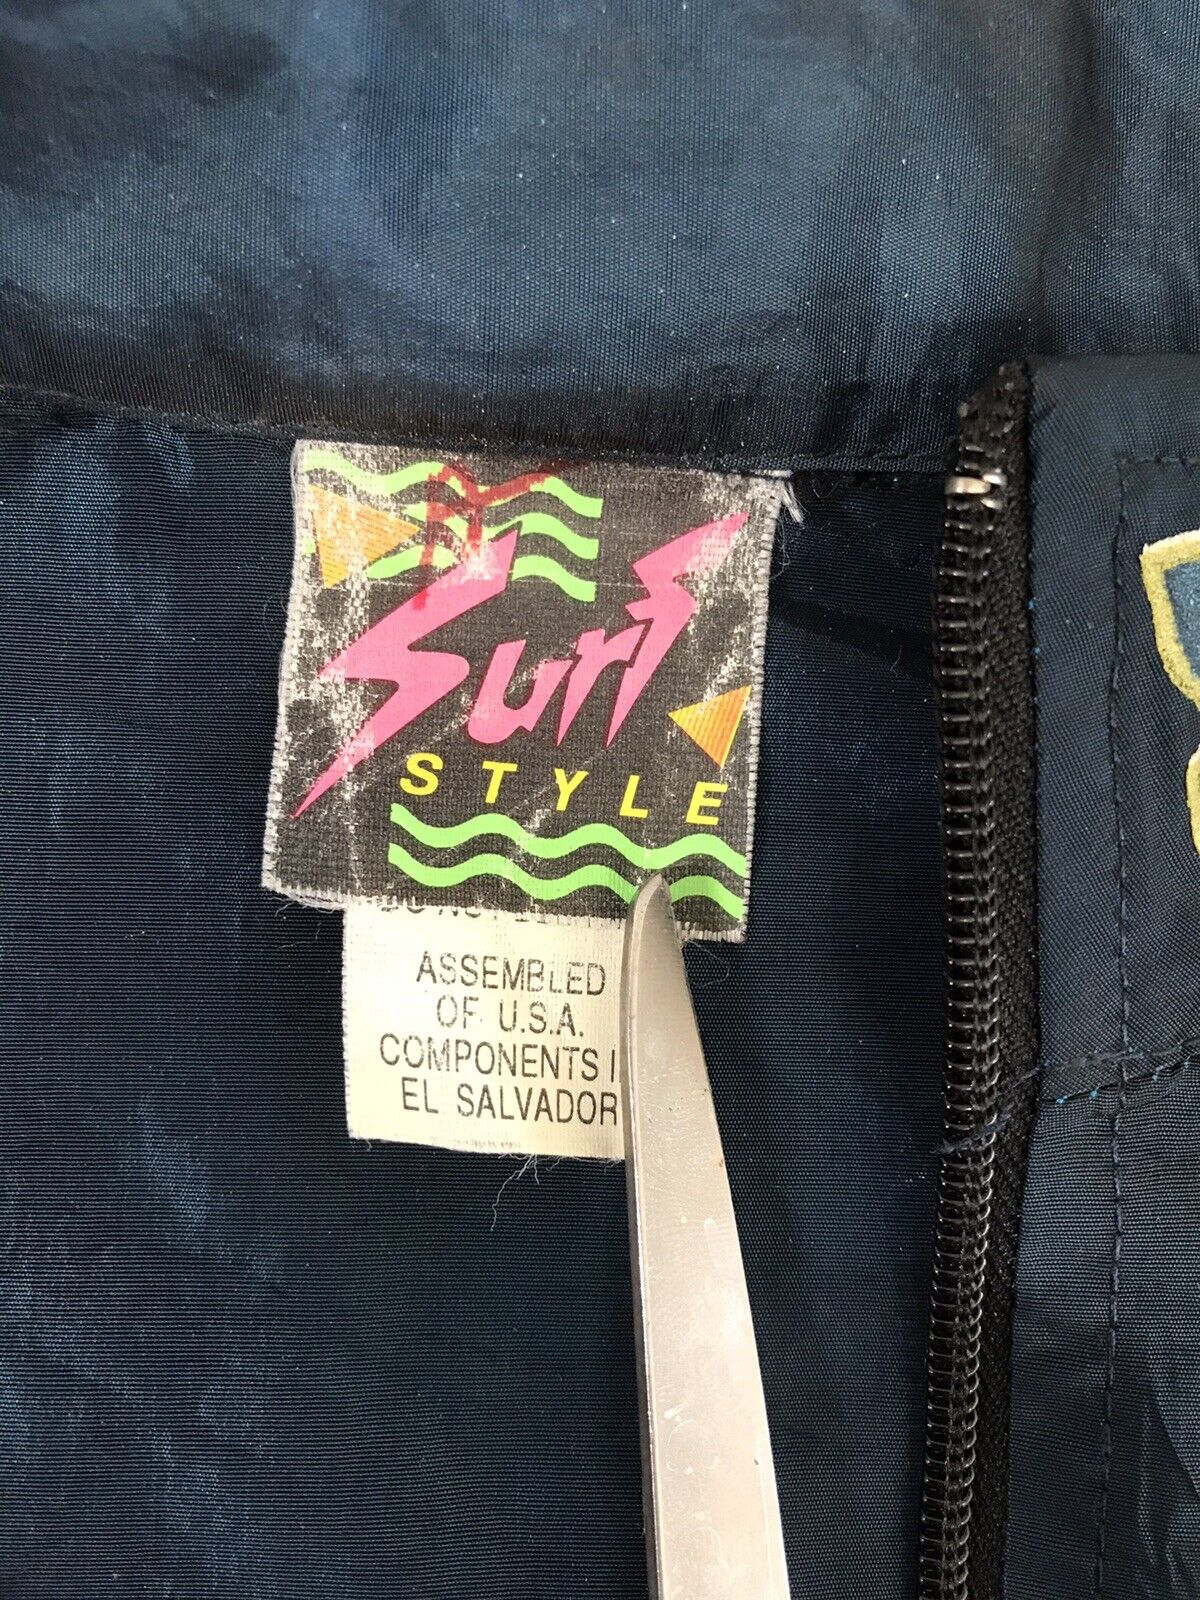 Surf
STYLE
ASSEMBLED
OF U.S.A.
COMPONENTS I
EL SALVADOR